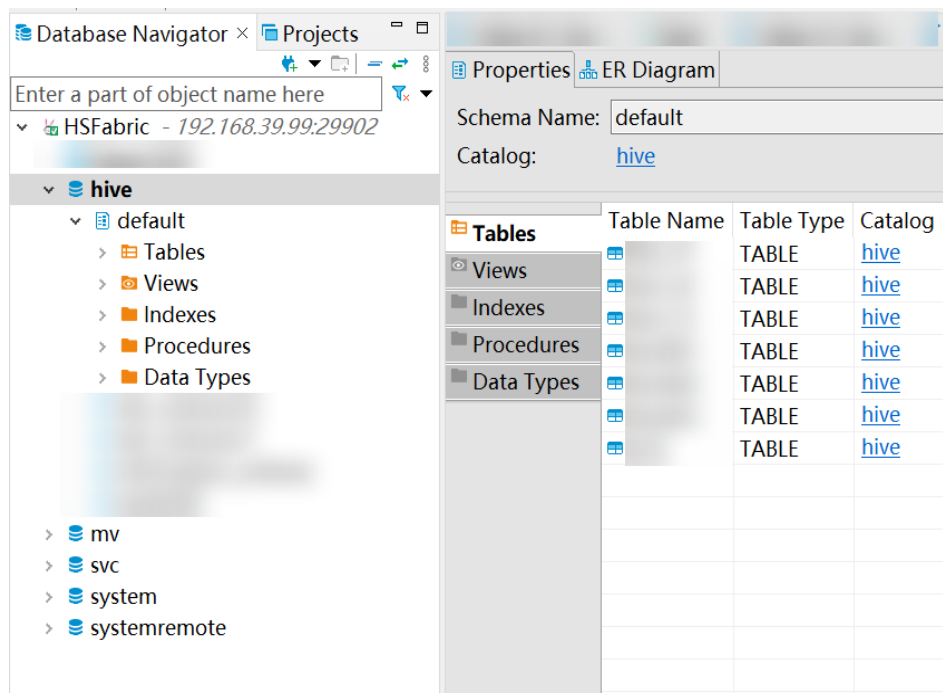 Database Navigator
Projects
Enter a part of object name here
HSFabric - 192.168.39.99:29902
hive
default
Tables
Views
Indexes
Procedures
Data Types
mv
svc
system
systemremote
Properties
ER Diagram
Schema Name: default
Catalog: hive
Tables
Views
Indexes
Procedures
Data Types
Table Name Table Type Catalog
TABLE hive
TABLE hive
TABLE hive
TABLE hive
TABLE hive
TABLE hive
TABLE hive